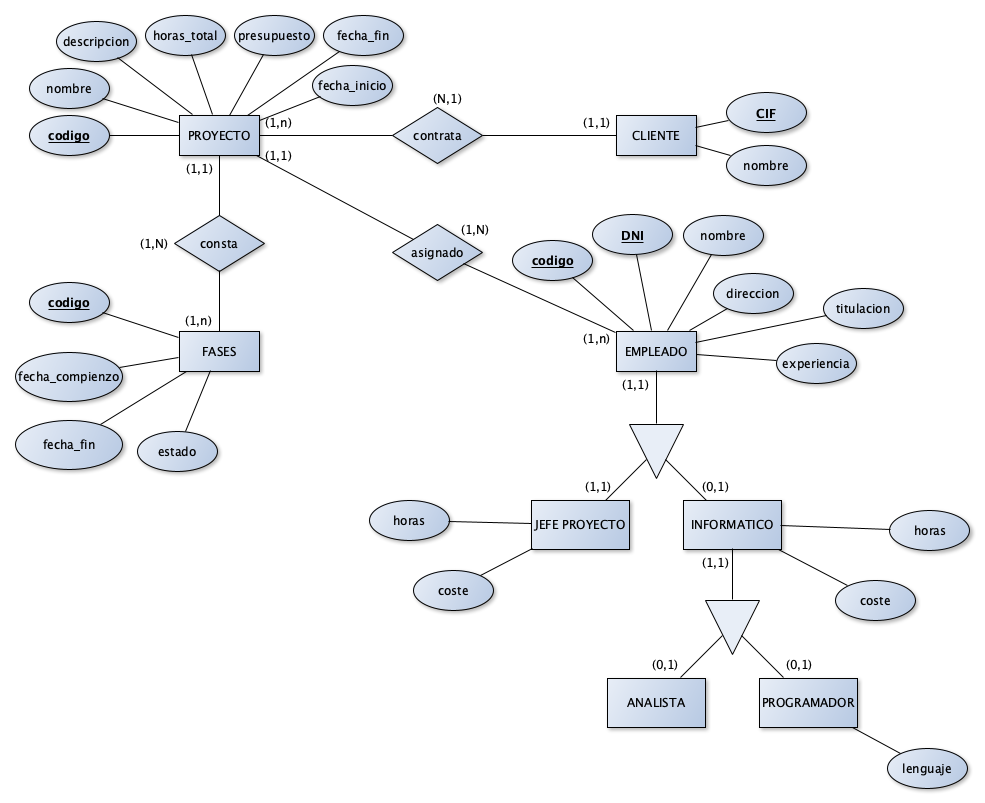 descripcion
horas_total
presupuesto
fecha_fin
nombre
fecha_inicio
codigo
PROYECTO
(1,n)
(1,1)
(1,1)
(N,1)
contrata
(1,1)
CLIENTE
CIF
nombre
(1,N)
consta
(1,n)
(1,N)
asignado
codigo
DNI
nombre
direccion
titulacion
experiencia
(1,n)
EMPLEADO
(1,1)
codigo
FASES
fecha_compienzo
fecha_fin
estado
(1,1)
(0,1)
horas
JEFE PROYECTO
coste
INFORMATICO
horas
(1,1)
coste
(0,1)
(0,1)
ANALISTA
PROGRAMADOR
lenguaje